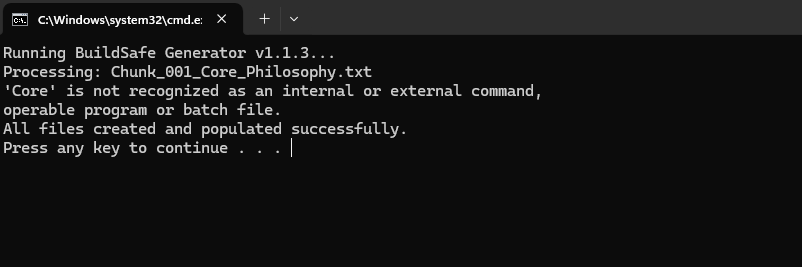 C:\Windows\system32\cmd.e:
Running BuildSafe Generator v1.1.3...
Processing: Chunk_001_Core_Philosophy.txt
'Core' is not recognized as an internal or external command,
operable program or batch file.
All files created and populated successfully.
Press any key to continue . . .